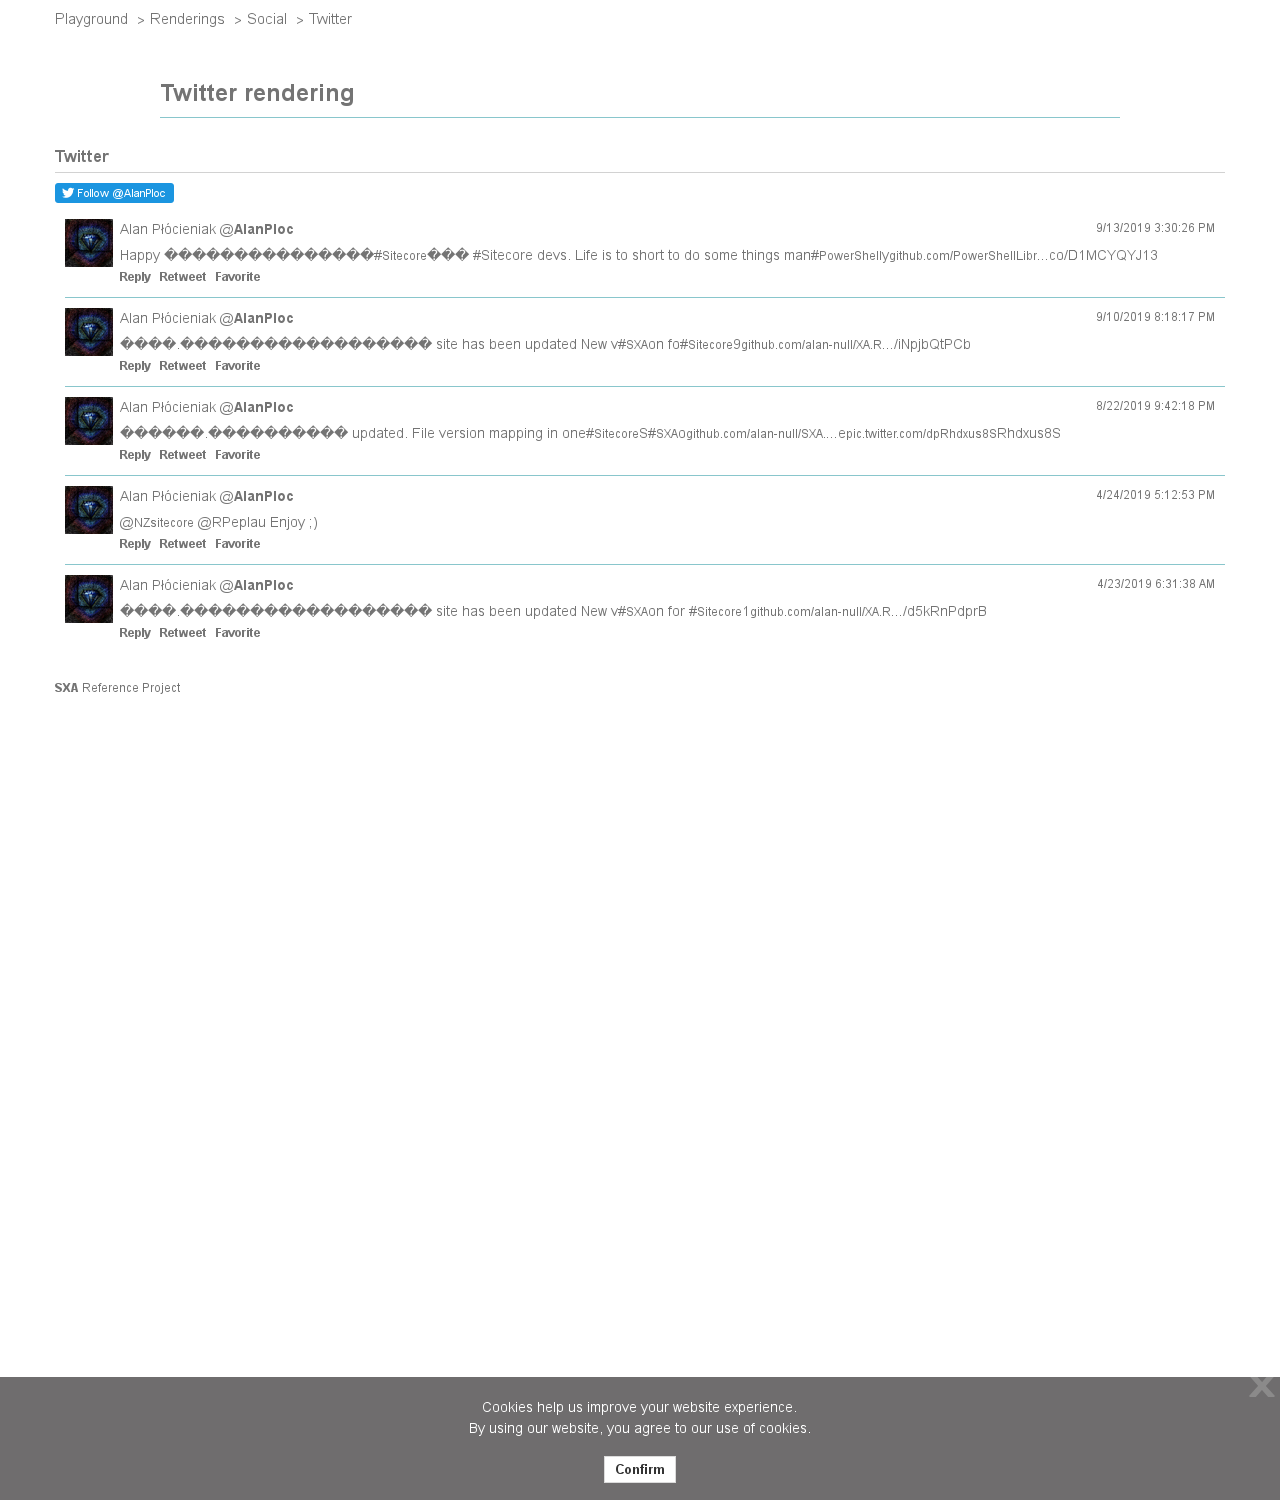 Playground > Renderings > Social > Twitter
Twitter rendering
Twitter
Follow @AlanPloc
Alan Płócieniak @AlanPloc 9/13/2019 3:30:26 PM
Happy �������������������#Sitecore��� #Sitecore devs. Life is to short to do some things man#PowerShellygithub.com/PowerShellLibr…co/D1MCYQYJ13
Reply Retweet Favorite
Alan Płócieniak @AlanPloc 9/10/2019 8:18:17 PM
����.������������������ site has been updated New v#SXAon fo#Sitecore9github.com/alan-null/XA.R…/iNpjbQtPCb
Reply Retweet Favorite
Alan Płócieniak @AlanPloc 8/22/2019 9:42:18 PM
������.���������� updated. File version mapping in one#SitecoreS#SXAogithub.com/alan-null/SXA.…epic.twitter.com/dpRhdxus8SRhdxus8S
Reply Retweet Favorite
Alan Płócieniak @AlanPloc 4/24/2019 5:12:53 PM
@NZsitecore @RPeplau Enjoy ;)
Reply Retweet Favorite
Alan Płócieniak @AlanPloc 4/23/2019 6:31:38 AM
����.������������������ site has been updated New v#SXAon for #Sitecore1github.com/alan-null/XA.R…/d5kRnPdprB
Reply Retweet Favorite
SXA Reference Project
X
Cookies help us improve your website experience.
By using our website, you agree to our use of cookies.
Confirm